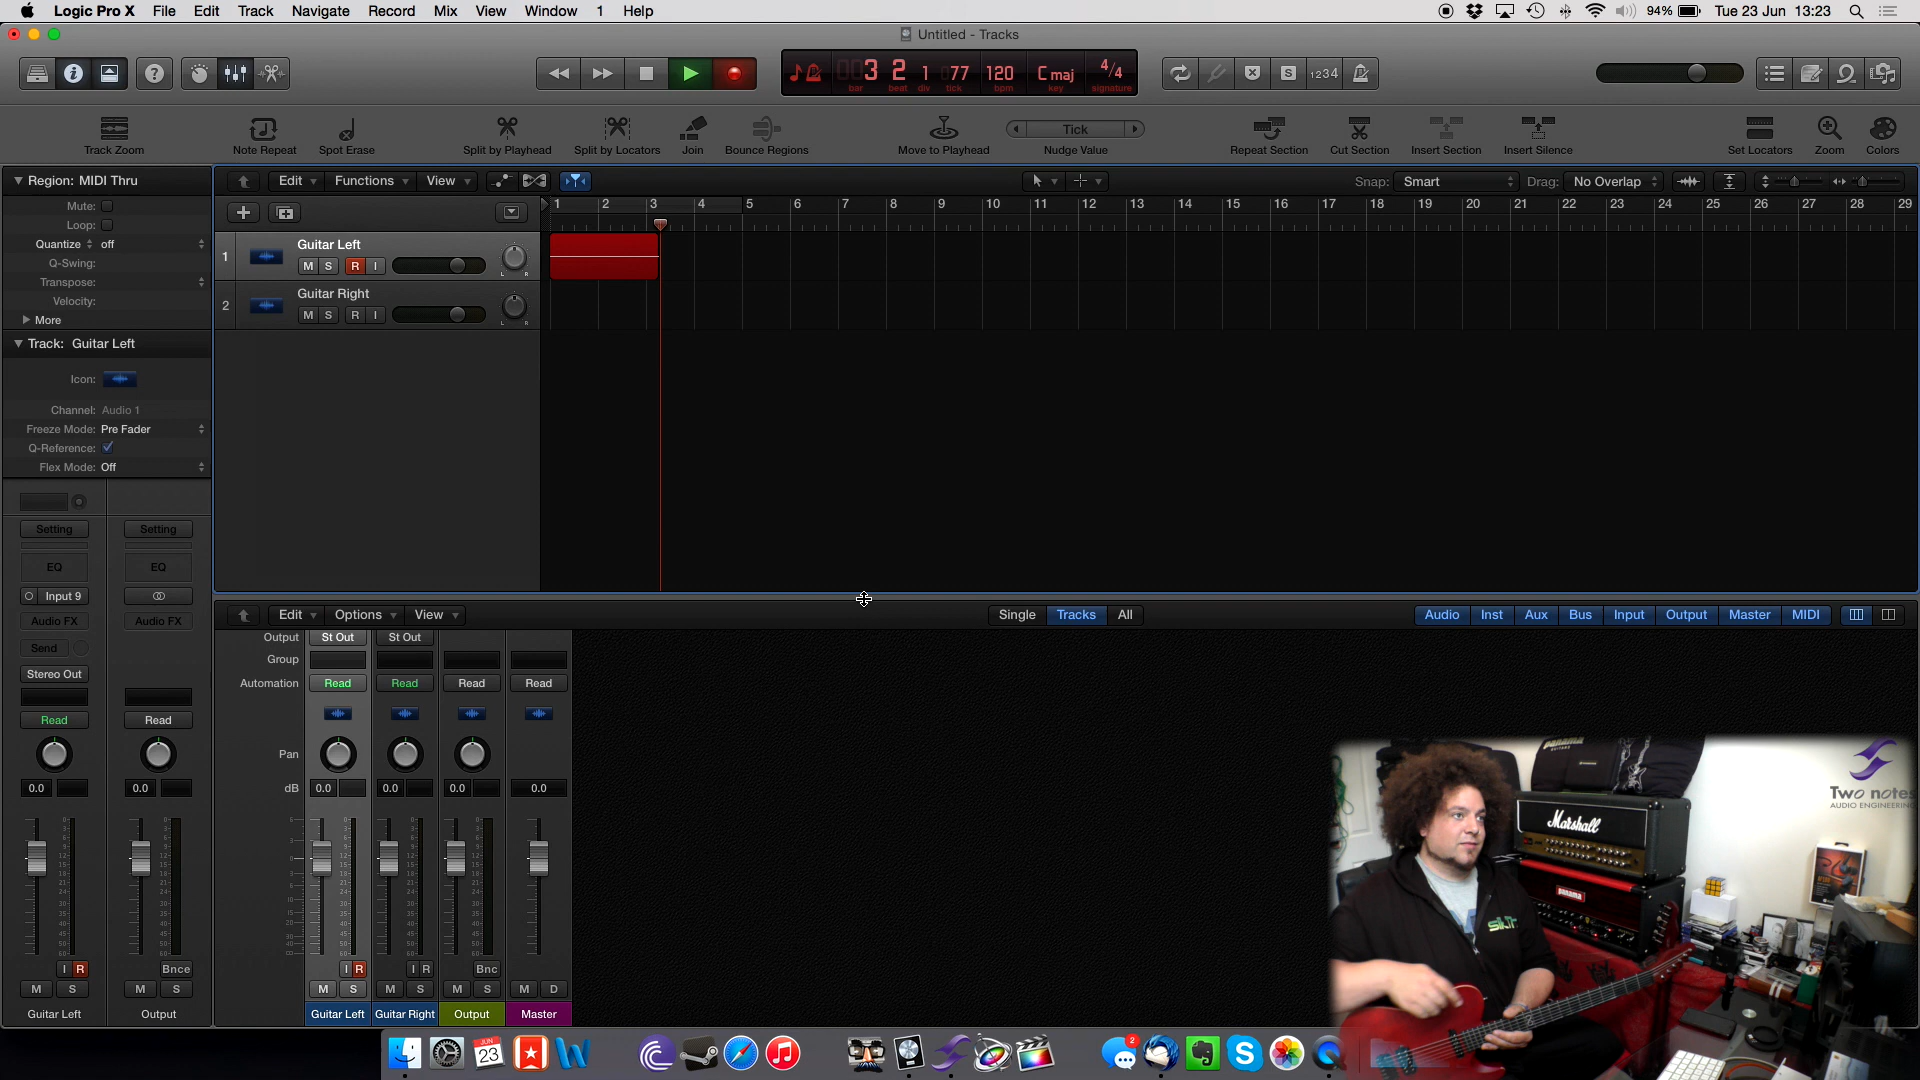 Logic Pro X File Edit Track Navigate Record Mix View Window 1 Help
94% Tue 23 Jun 13:23
Untitled - Tracks
3 2 1 77 120 C maj 4/4
bar beat div tick bpm key signature
S 1234
Track Zoom Note Repeat Spot Erase Split by Playhead Split by Locators Join Bounce Regions Move to Playhead Tick Nudge Value Repeat Section Cut Section Insert Section Insert Silence Set Locators Zoom Colors
Region: MIDI Thru
Edit Functions View Snap: Smart Drag: No Overlap
Mute:
Loop:
Quantize off
Q-Swing:
Transpose:
Velocity:
More
1 2 3 4 5 6 7 8 9 10 11 12 13 14 15 16 17 18 19 20 21 22 23 24 25 26 27 28 29
1 Guitar Left
M S R I L R
2 Guitar Right
M S R I L R
Track: Guitar Left
Icon:
Channel: Audio 1
Freeze Mode: Pre Fader
Q-Reference:
Flex Mode: Off
Setting Setting
EQ EQ
Input 9
Audio FX Audio FX
Send
Stereo Out
Read Read
0.0 0.0
I R Bnce
M S M S
Guitar Left Output
Edit Options View Single Tracks All Audio Inst Aux Bus Input Output Master MIDI
Output St Out St Out
Group
Automation Read Read Read Read
Pan
dB 0.0 0.0 0.0 0.0
I R I R Bnc
M S M S M S M D
Guitar Left Guitar Right Output Master
Two notes
AUDIO ENGINEERING
Marshall
panama
JUN
23
2